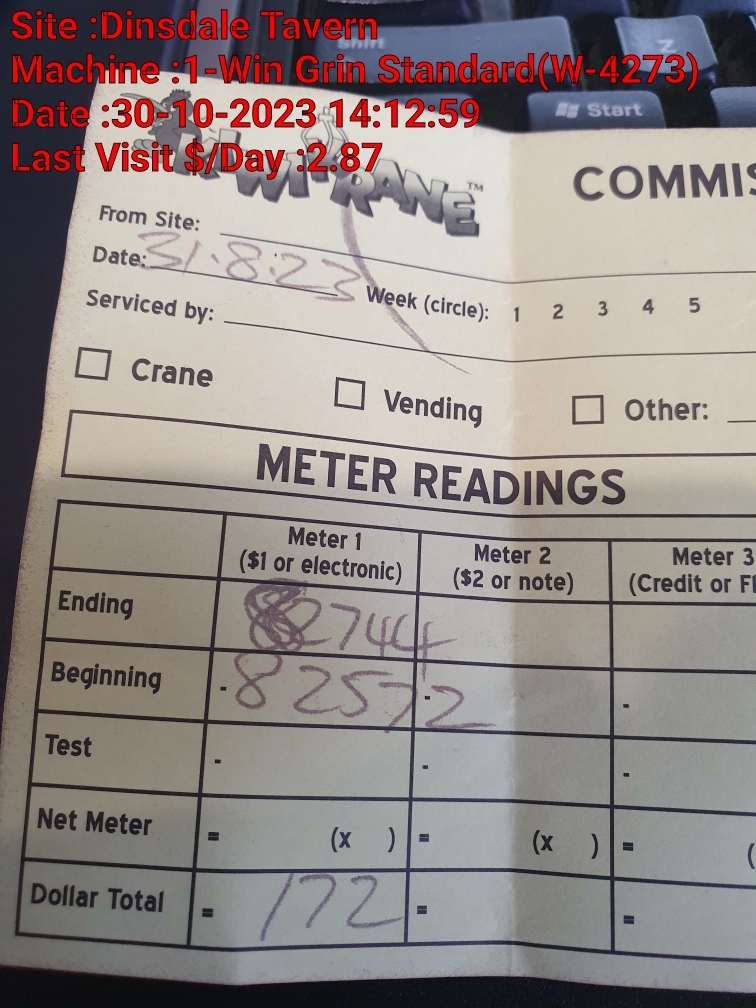 Site :Dinsdale Tavern
Shift
Z
Machine :1-Win Grin Standard(W-4273)
Date :30-10-2023 14:12:59
Start
Last Visit $/Day :2.87
KIWI KRANE™
COMMIS
From Site:
Date: 31.8.23
Week (circle): 1 2 3 4 5
Serviced by:
Crane
Vending
Other:
METER READINGS
Meter 1 ($1 or electronic)
Meter 2 ($2 or note)
Meter 3 (Credit or Fl
Ending 82744
Beginning - 82572 - -
Test - - -
Net Meter = (x ) = (x ) = (
Dollar Total = 172 = =